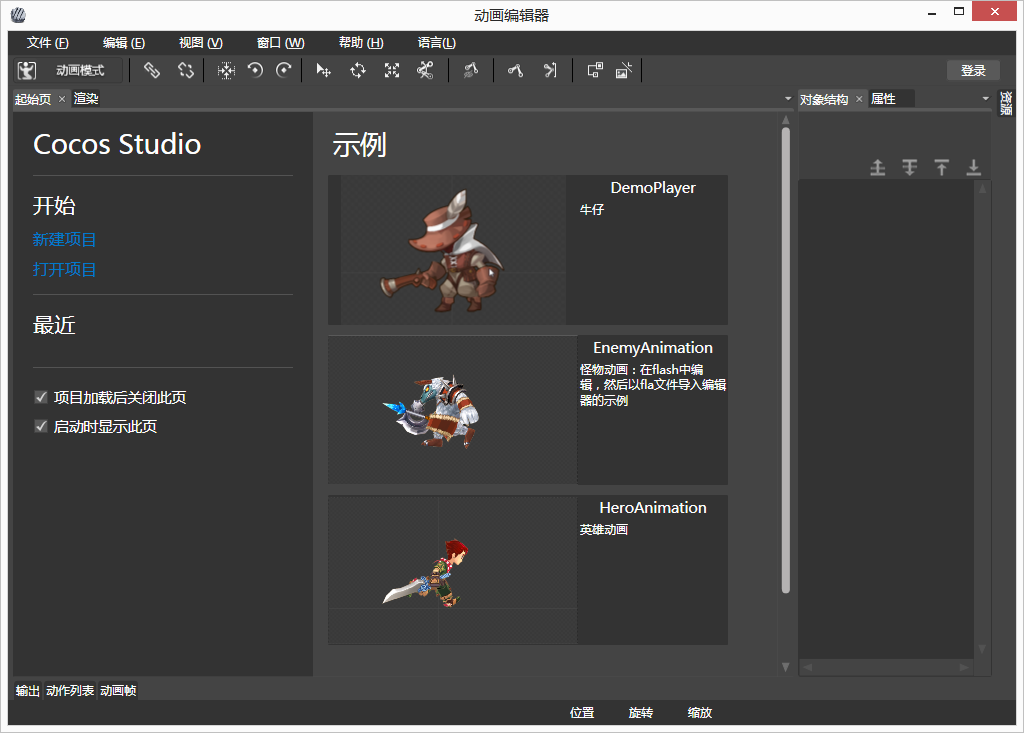 动画编辑器
文件 (F) 编辑 (E) 视图 (V) 窗口 (W) 帮助 (H) 语言(L)
动画模式 登录
起始页 × 渲染 对象结构 × 属性 资源
Cocos Studio
开始
新建项目
打开项目
最近
项目加载后关闭此页
启动时显示此页
示例
DemoPlayer
牛仔
EnemyAnimation
怪物动画：在flash中编
辑，然后以fla文件导入编辑
器的示例
HeroAnimation
英雄动画
输出 动作列表 动画帧
位置 旋转 缩放